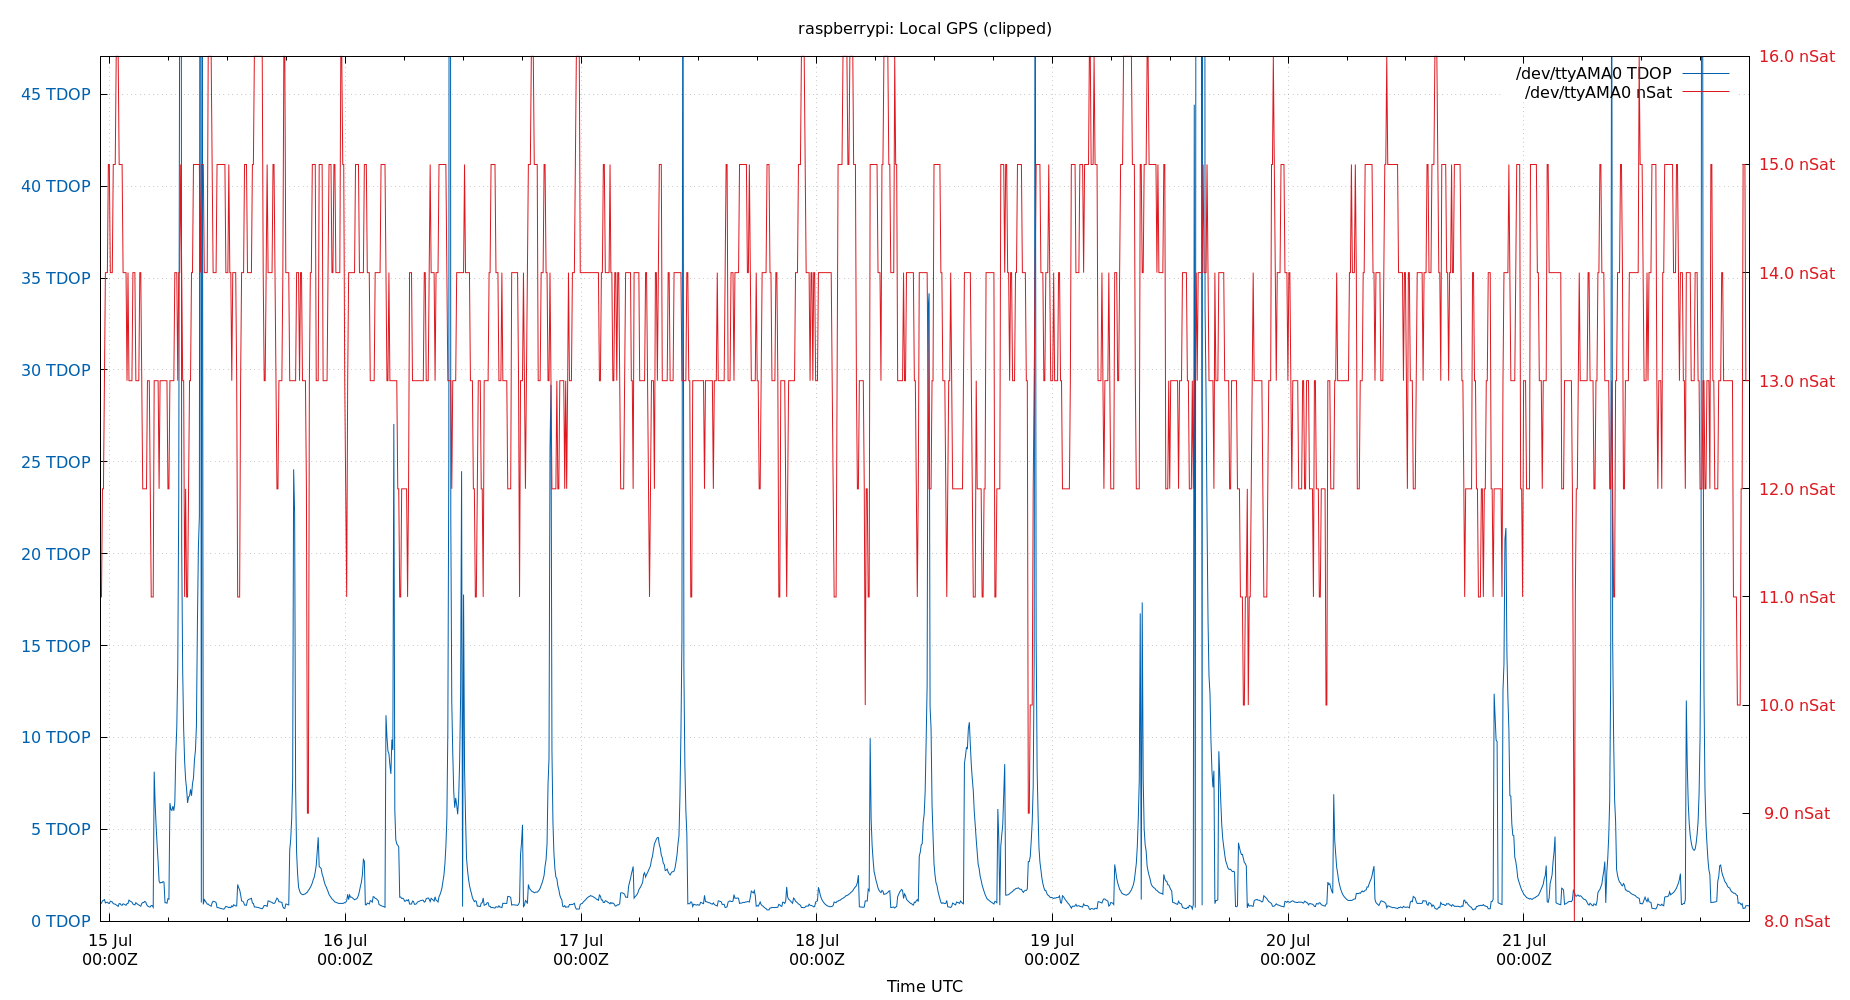 raspberrypi: Local GPS (clipped)
/dev/ttyAMA0 TDOP
/dev/ttyAMA0 nSat
45 TDOP
40 TDOP
35 TDOP
30 TDOP
25 TDOP
20 TDOP
15 TDOP
10 TDOP
5 TDOP
0 TDOP
16.0 nSat
15.0 nSat
14.0 nSat
13.0 nSat
12.0 nSat
11.0 nSat
10.0 nSat
9.0 nSat
8.0 nSat
15 Jul
00:00Z
16 Jul
00:00Z
17 Jul
00:00Z
18 Jul
00:00Z
19 Jul
00:00Z
20 Jul
00:00Z
21 Jul
00:00Z
Time UTC